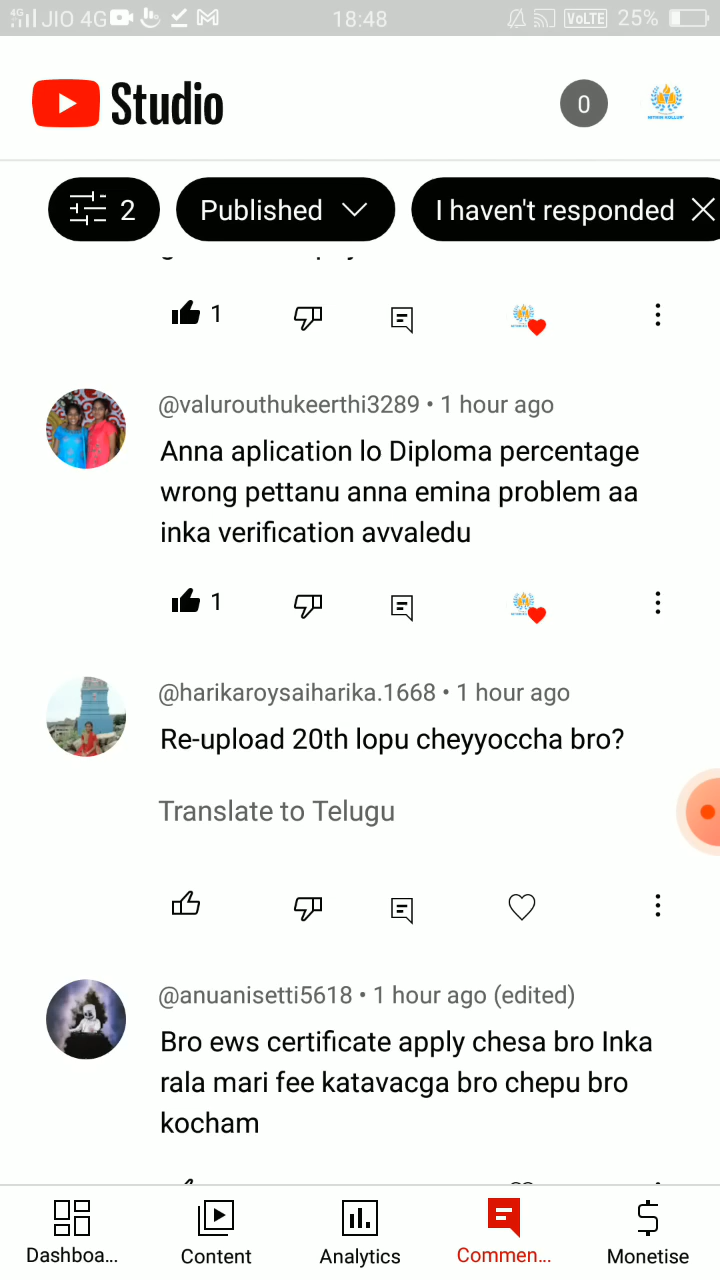 4G JIO 4G 18:48 VoLTE 25%
Studio
0
2 Published I haven't responded
1
@valurouthukeerthi3289 • 1 hour ago
Anna aplication lo Diploma percentage
wrong pettanu anna emina problem aa
inka verification avvaledu
1
@harikaroysaiharika.1668 • 1 hour ago
Re-upload 20th lopu cheyyoccha bro?
Translate to Telugu
@anuanisetti5618 • 1 hour ago (edited)
Bro ews certificate apply chesa bro Inka
rala mari fee katavacga bro chepu bro
kocham
Dashboa... Content Analytics Commen... Monetise